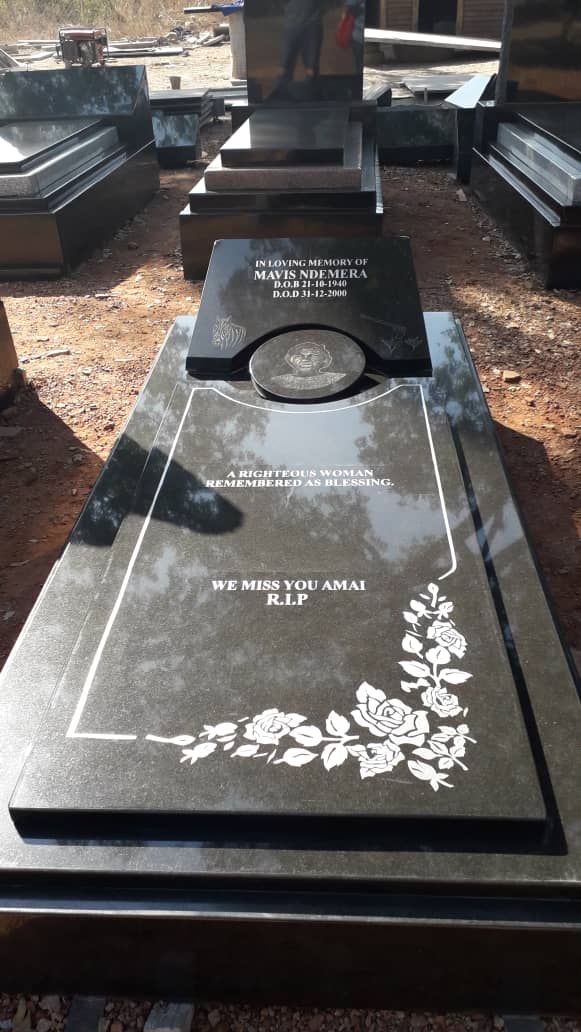 IN LOVING MEMORY OF
MAVIS NDEMERA
D.O.B 21-10-1940
D.O.D 31-12-2000
A RIGHTEOUS WOMAN
REMEMBERED AS BLESSING.
WE MISS YOU AMAI
R.I.P